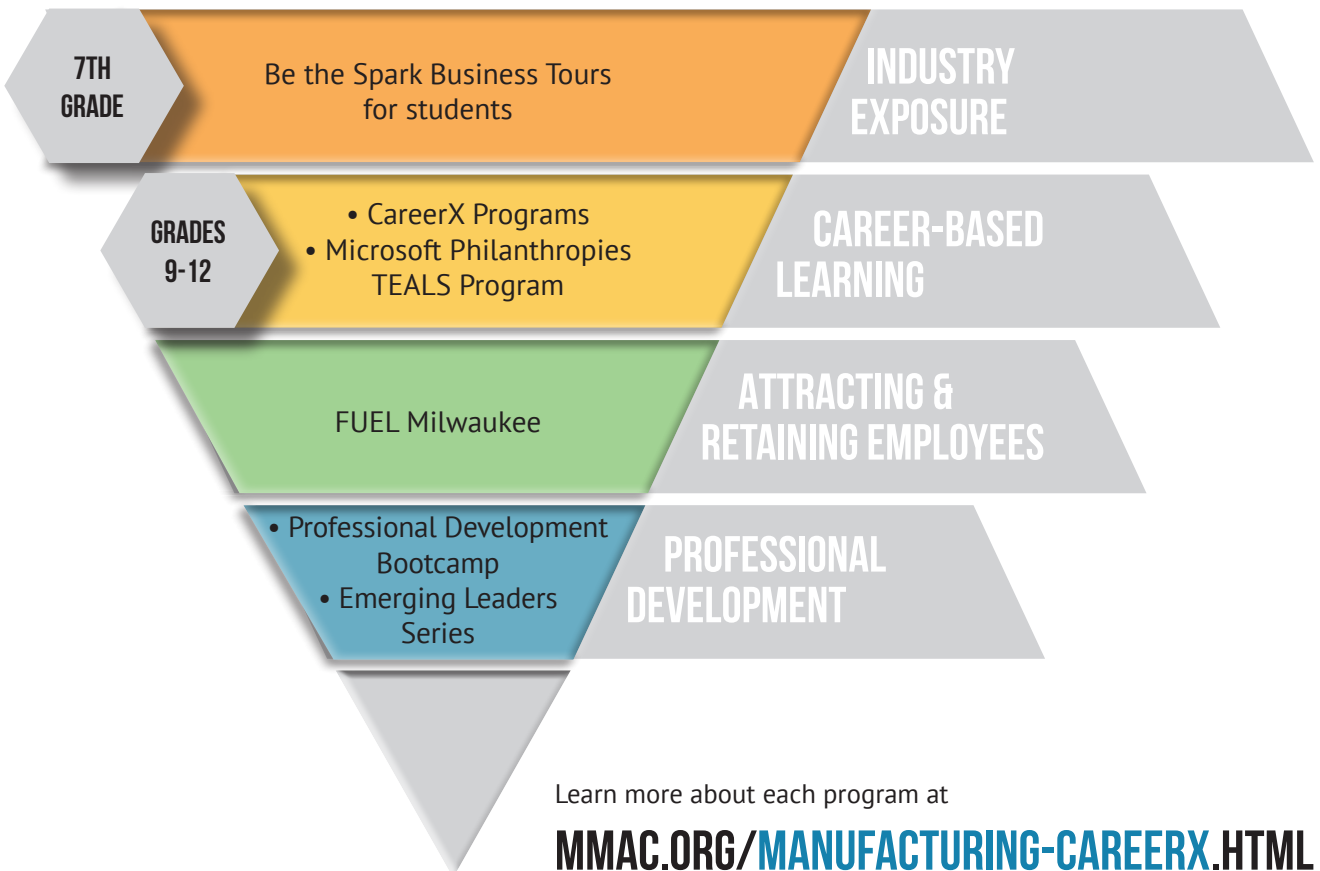 7TH
GRADE
Be the Spark Business Tours
for students
INDUSTRY
EXPOSURE
GRADES
9-12
• CareerX Programs
• Microsoft Philanthropies
TEALS Program
CAREER-BASED
LEARNING
FUEL Milwaukee
ATTRACTING &
RETAINING EMPLOYEES
• Professional Development
Bootcamp
• Emerging Leaders
Series
PROFESSIONAL
DEVELOPMENT
Learn more about each program at
MMAC.ORG/MANUFACTURING-CAREERX.HTML